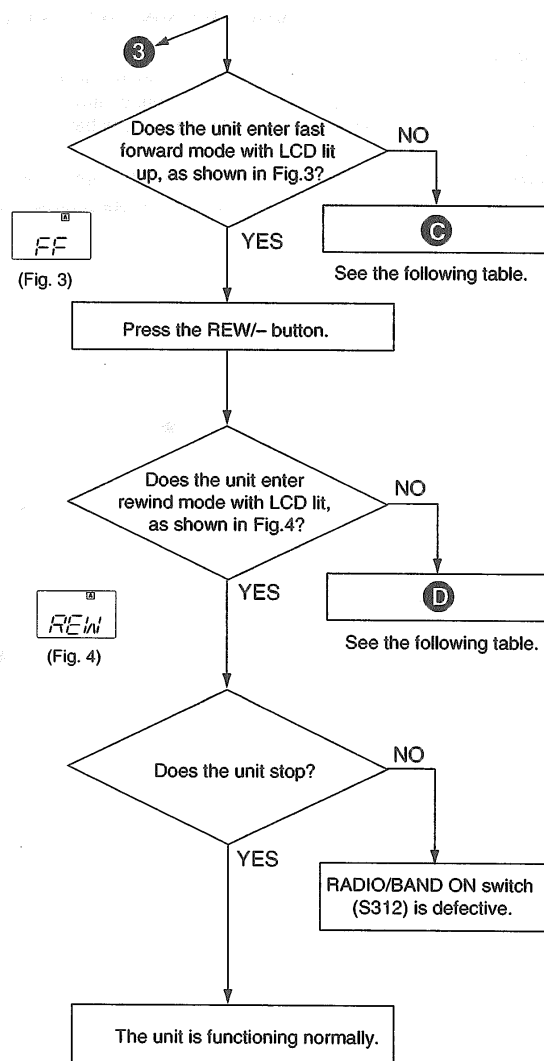 3
Does the unit enter fast
forward mode with LCD lit
up, as shown in Fig.3?
NO
C
See the following table.
YES
A
FF
(Fig. 3)
Press the REW/– button.
Does the unit enter
rewind mode with LCD lit,
as shown in Fig.4?
NO
D
See the following table.
YES
A
REW
(Fig. 4)
Does the unit stop?
NO
RADIO/BAND ON switch
(S312) is defective.
YES
The unit is functioning normally.